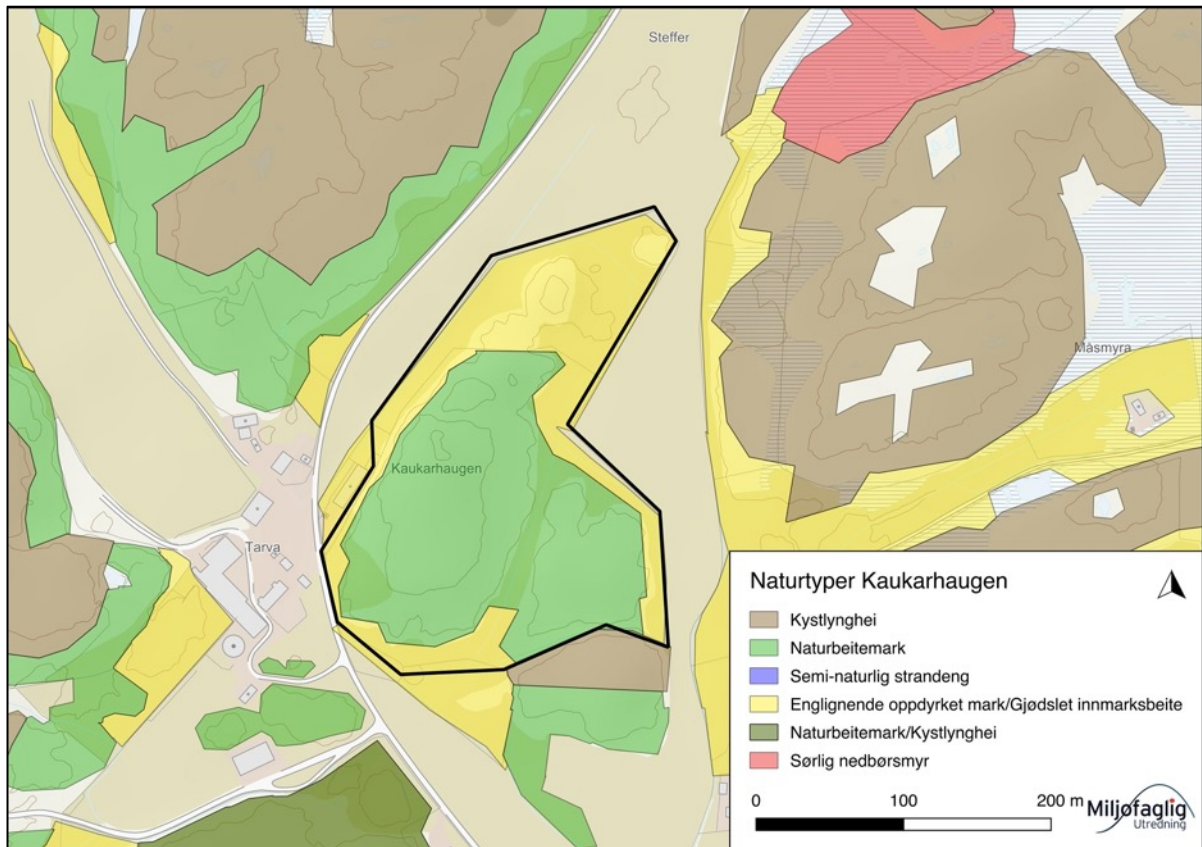 Steffer
Måsmyra
Kaukarhaugen
Tarva
Naturtyper Kaukarhaugen
Kystlynghei
Naturbeitemark
Semi-naturlig strandeng
Englignende oppdyrket mark/Gjødslet innmarksbeite
Naturbeitemark/Kystlynghei
Sørlig nedbørsmyr
0 100 200 m
Miljøfaglig
Utredning